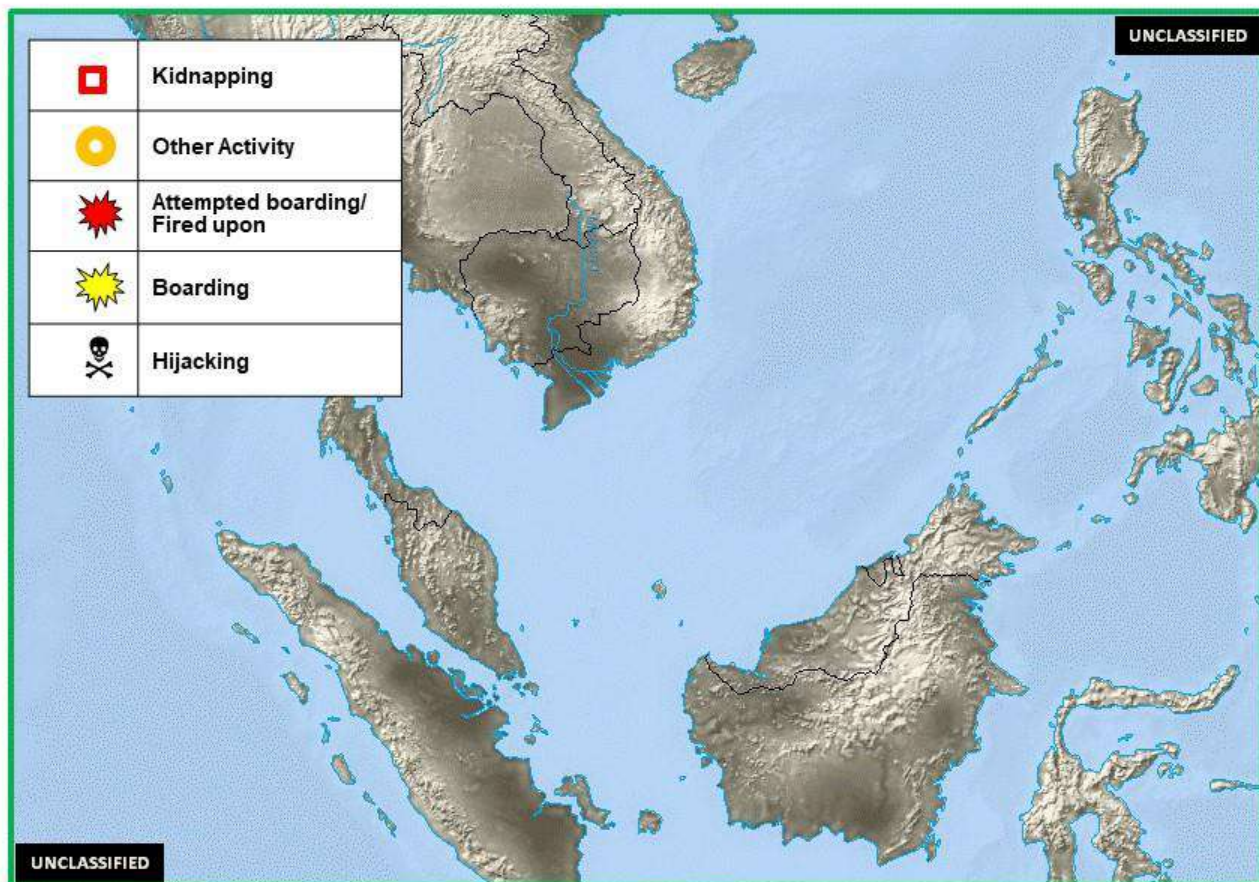 UNCLASSIFIED
Kidnapping
Other Activity
Attempted boarding/
Fired upon
Boarding
Hijacking
UNCLASSIFIED